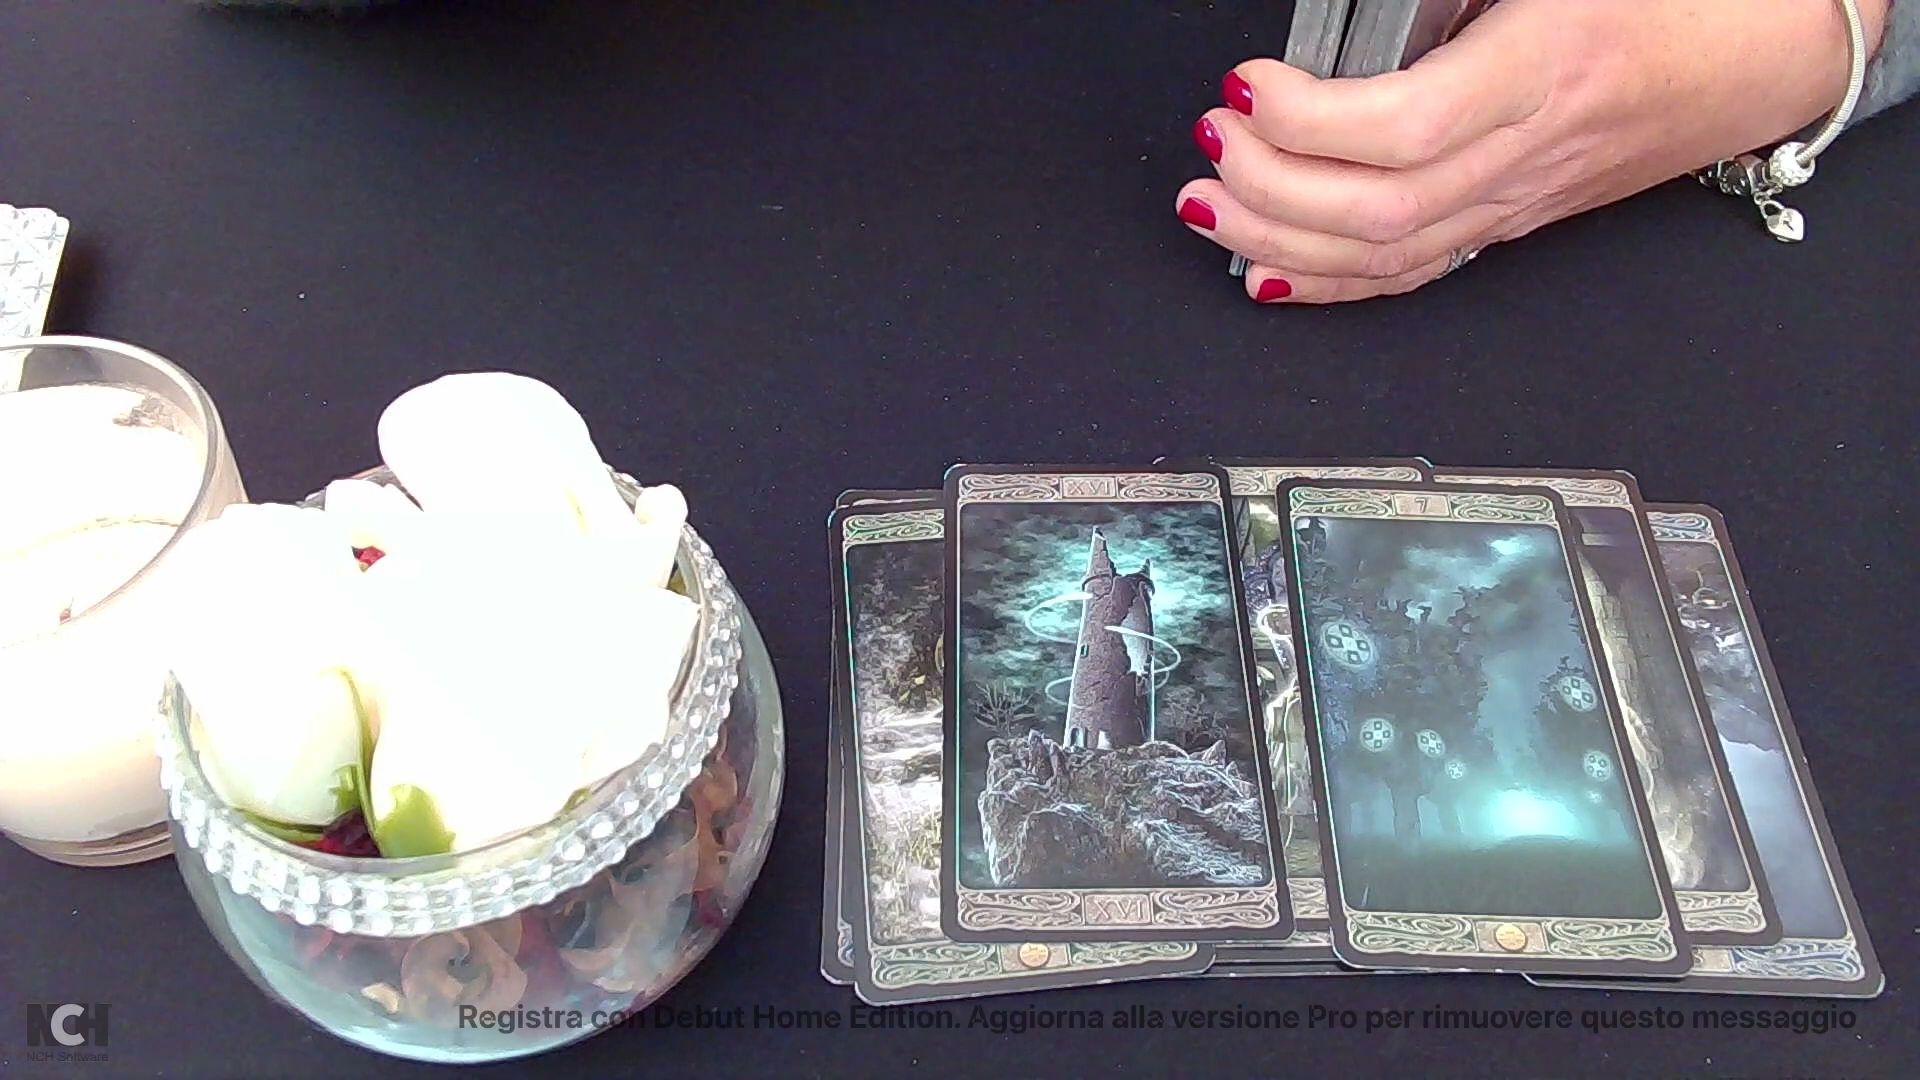 XVI
7
XVI
NCH
NCH Software
Registra con Debut Home Edition. Aggiorna alla versione Pro per rimuovere questo messaggio